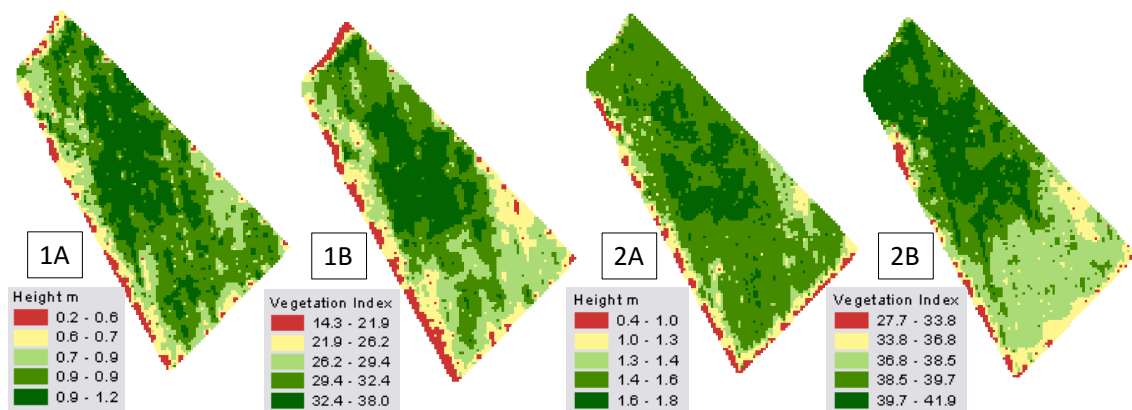 1A
Height m
0.2 - 0.6
0.6 - 0.7
0.7 - 0.9
0.9 - 0.9
0.9 - 1.2
1B
Vegetation Index
14.3 - 21.9
21.9 - 26.2
26.2 - 29.4
29.4 - 32.4
32.4 - 38.0
2A
Height m
0.4 - 1.0
1.0 - 1.3
1.3 - 1.4
1.4 - 1.6
1.6 - 1.8
2B
Vegetation Index
27.7 - 33.8
33.8 - 36.8
36.8 - 38.5
38.5 - 39.7
39.7 - 41.9